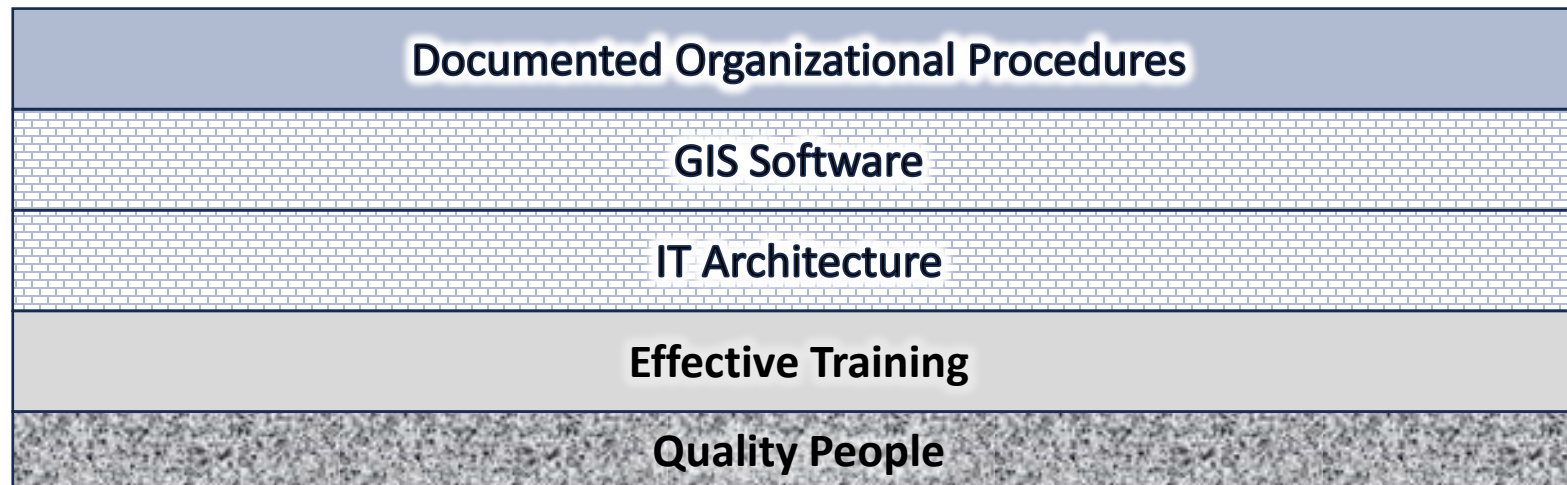 Documented Organizational Procedures
GIS Software
IT Architecture
Effective Training
Quality People